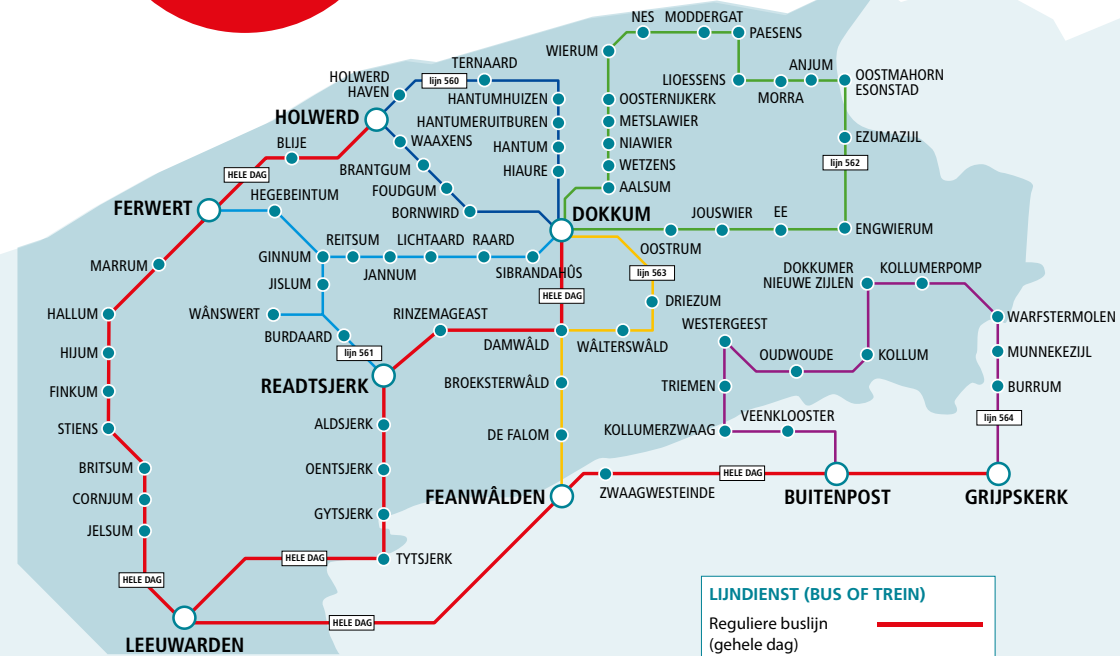 NES
MODDERGAT
PAESENS
WIERUM
LIOESSENS
MORRA
ANJUM
OOSTMAHORN
ESONSTAD
TERNAARD
HOLWERD
HAVEN
lijn 560
HANTUMHUIZEN
OOSTERNIJKERK
HOLWERD
HANTUMERUITBUREN
METSLAWIER
EZUMAZIJL
BLIJE
WAAXENS
HANTUM
NIAWIER
lijn 562
HELE DAG
BRANTGUM
HIAURE
WETZENS
FOUDGUM
AALSUM
HEGEBEINTUM
FERWERT
BORNWIRD
DOKKUM
JOUSWIER
EE
ENGWIERUM
REITSUM
LICHTAARD
RAARD
OOSTRUM
GINNUM
JANNUM
SIBRANDAHÛS
MARRUM
lijn 563
DOKKUMER
NIEUWE ZIJLEN
KOLLUMERPOMP
JISLUM
HELE DAG
DRIEZUM
HALLUM
WÂNSWERT
RINZEMAGEAST
WESTERGEEST
WARFSTERMOLEN
BURDAARD
DAMWÂLD
WÂLTERSWÂLD
HIJUM
lijn 561
OUDWOUDE
KOLLUM
MUNNEKEZIJL
READTSJERK
BROEKSTERWÂLD
TRIEMEN
BURRUM
FINKUM
STIENS
ALDSJERK
DE FALOM
KOLLUMERZWAAG
VEENKLOOSTER
lijn 564
BRITSUM
OENTSJERK
HELE DAG
CORNJUM
FEANWÂLDEN
ZWAAGWESTEINDE
BUITENPOST
GRIJPSKERK
GYTSJERK
JELSUM
HELE DAG
HELE DAG
TYTSJERK
HELE DAG
LEEUWARDEN
LIJNDIENST (BUS OF TREIN)
Reguliere buslijn
(gehele dag)